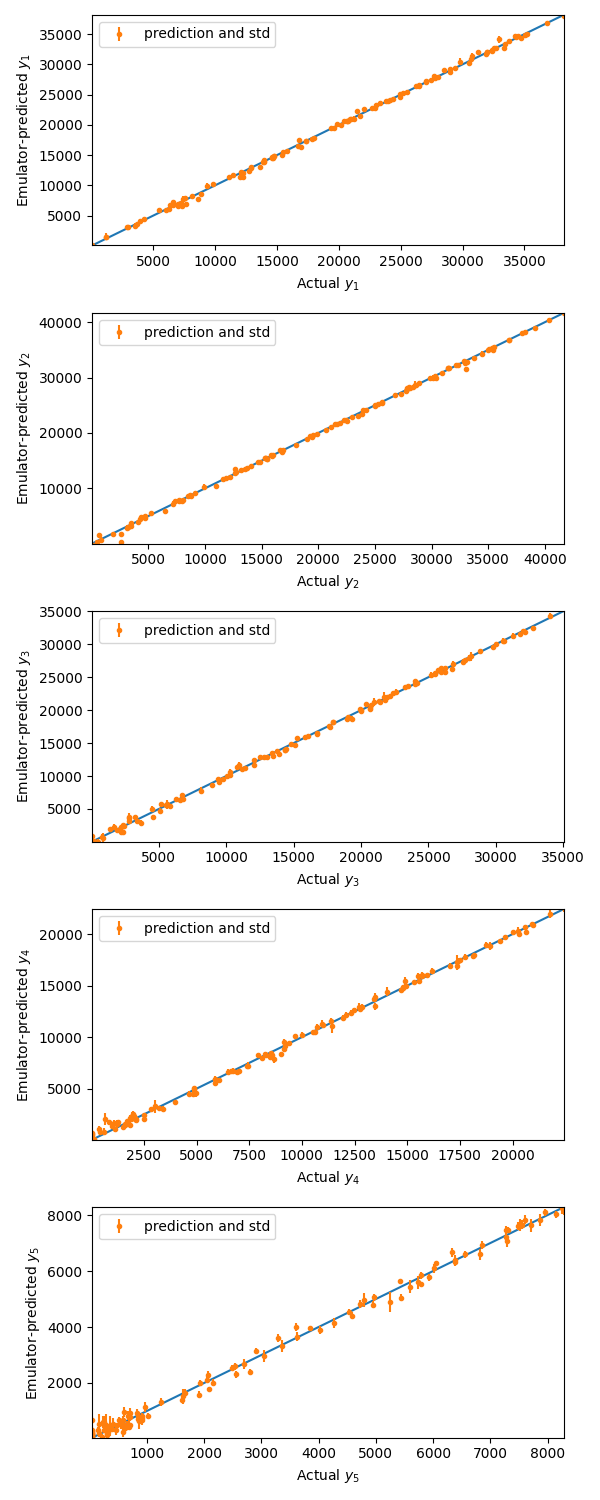 35000
30000
25000
20000
15000
10000
5000
Emulator-predicted y1
prediction and std
5000 10000 15000 20000 25000 30000 35000
Actual y1
40000
30000
20000
10000
Emulator-predicted y2
prediction and std
5000 10000 15000 20000 25000 30000 35000 40000
Actual y2
35000
30000
25000
20000
15000
10000
5000
Emulator-predicted y3
prediction and std
5000 10000 15000 20000 25000 30000 35000
Actual y3
20000
15000
10000
5000
Emulator-predicted y4
prediction and std
2500 5000 7500 10000 12500 15000 17500 20000
Actual y4
8000
6000
4000
2000
Emulator-predicted y5
prediction and std
1000 2000 3000 4000 5000 6000 7000 8000
Actual y5